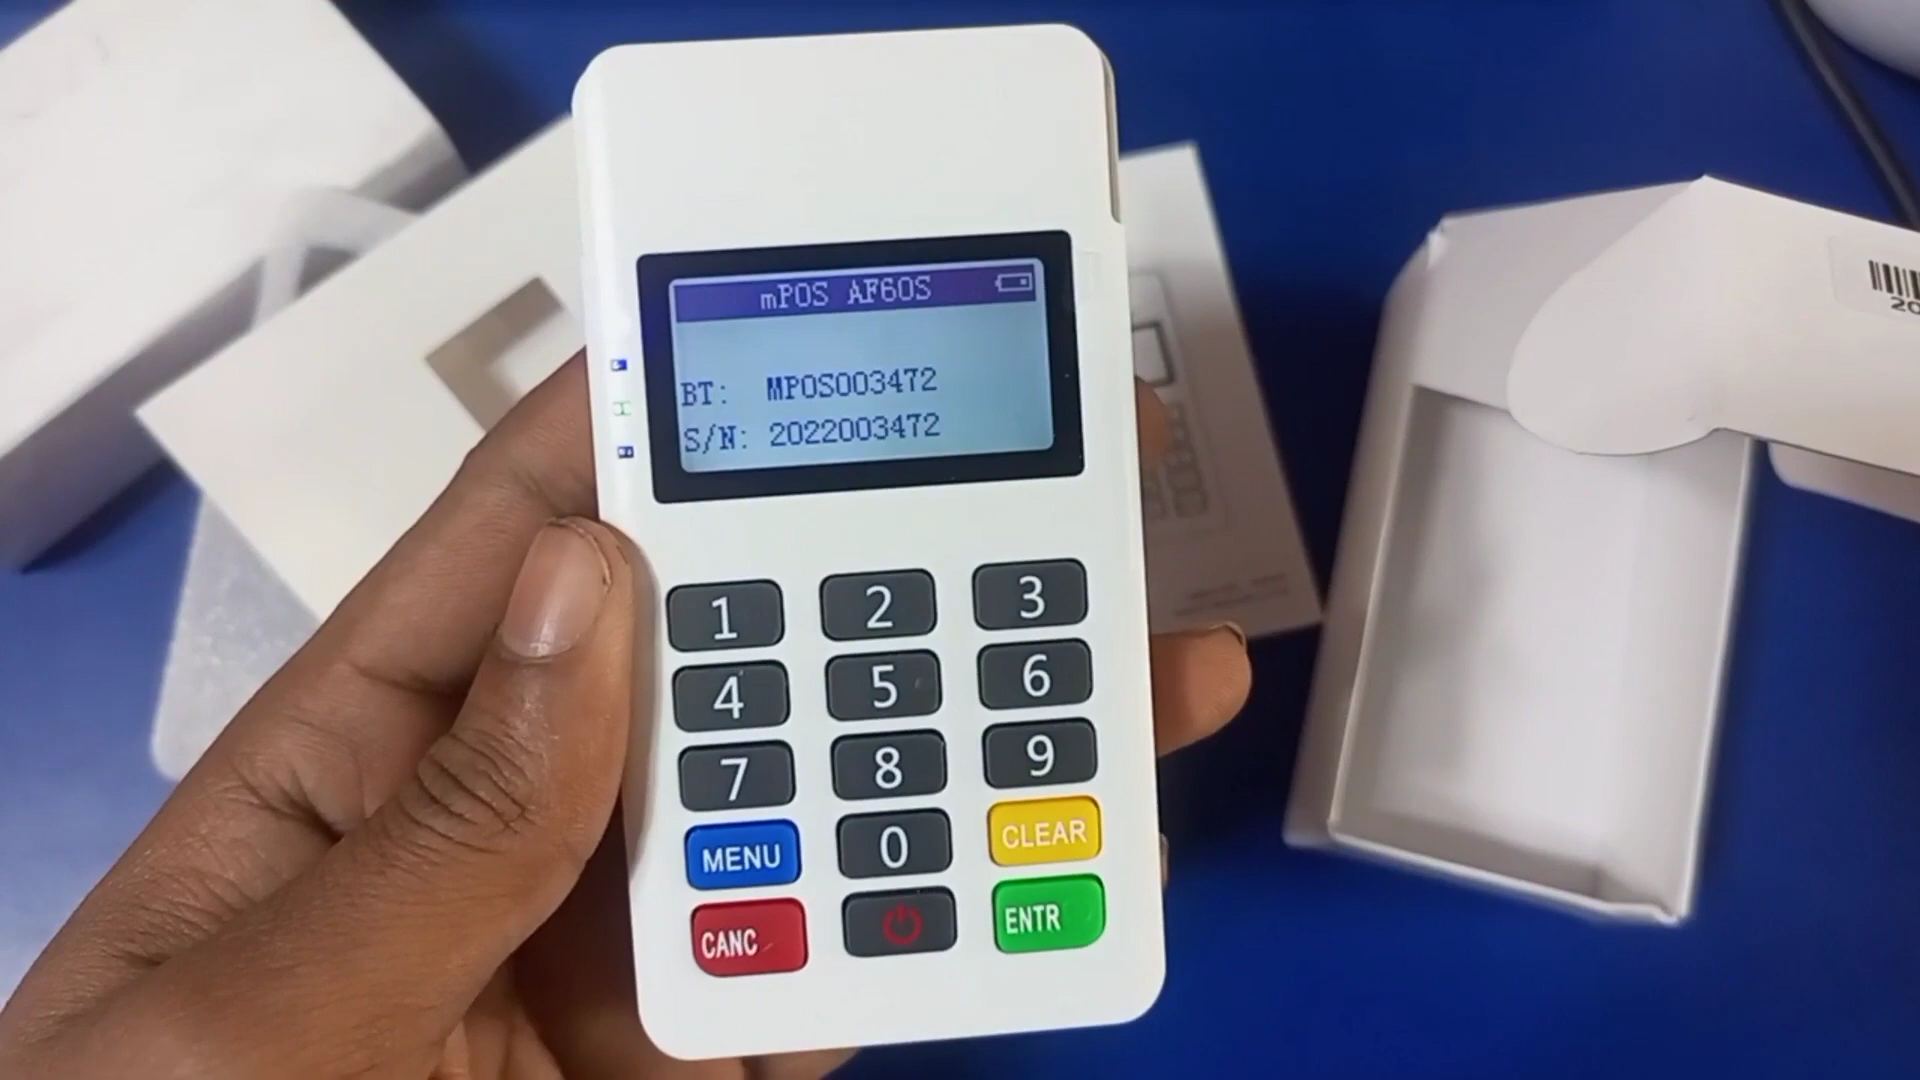 mPOS AF60S
BT: MPOS003472
S/N: 2022003472
1 2 3
4 5 6
7 8 9
MENU 0 CLEAR
CANC ENTR
20